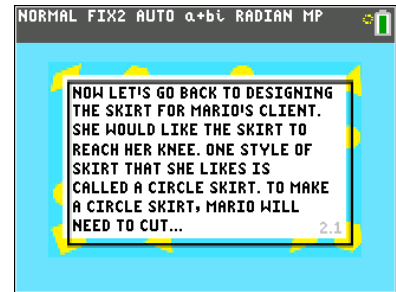 NORMAL FIX2 AUTO a+bi RADIAN MP
NOW LET'S GO BACK TO DESIGNING
THE SKIRT FOR MARIO'S CLIENT.
SHE WOULD LIKE THE SKIRT TO
REACH HER KNEE. ONE STYLE OF
SKIRT THAT SHE LIKES IS
CALLED A CIRCLE SKIRT. TO MAKE
A CIRCLE SKIRT, MARIO WILL
NEED TO CUT...
2.1